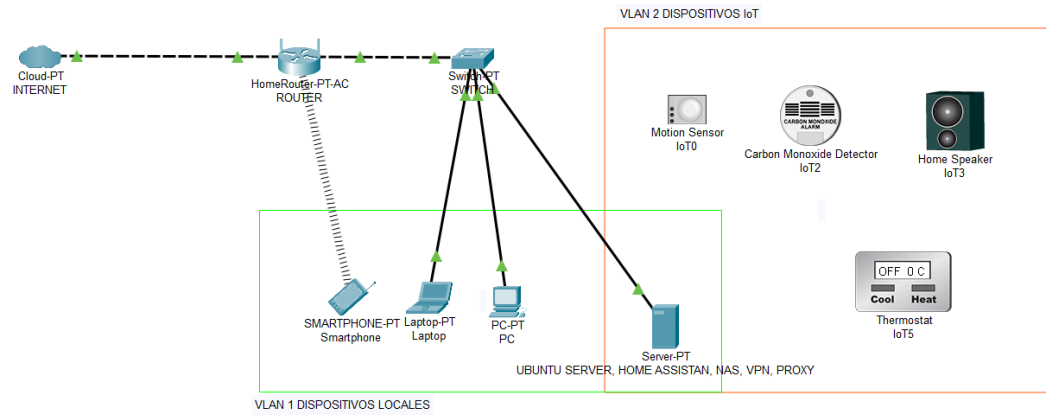 VLAN 2 DISPOSITIVOS IoT
Cloud-PT
INTERNET
HomeRouter-PT-AC
ROUTER
Switch-PT
SWITCH
Motion Sensor
IoT0
CARBON MONOXIDE
ALARM
Carbon Monoxide Detector
IoT2
Home Speaker
IoT3
OFF 0 C
Cool Heat
Thermostat
IoT5
SMARTPHONE-PT
Smartphone
Laptop-PT
Laptop
PC-PT
PC
Server-PT
UBUNTU SERVER, HOME ASSISTAN, NAS, VPN, PROXY
VLAN 1 DISPOSITIVOS LOCALES